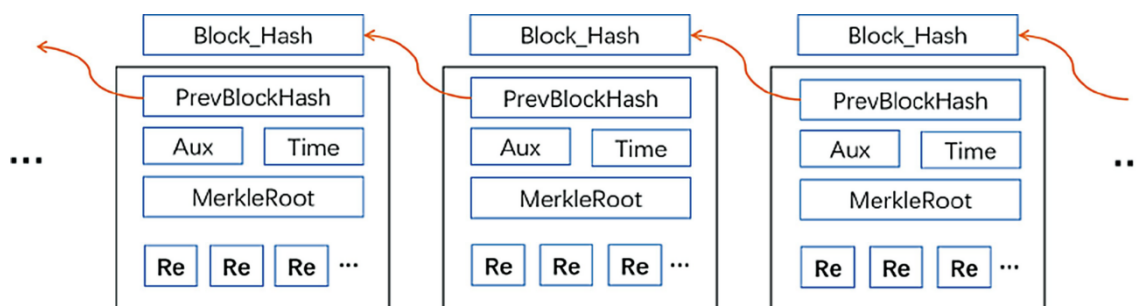 Block_Hash Block_Hash Block_Hash
PrevBlockHash PrevBlockHash PrevBlockHash
... Aux Time Aux Time Aux Time ..
MerkleRoot MerkleRoot MerkleRoot
Re Re Re ... Re Re Re ... Re Re Re ...